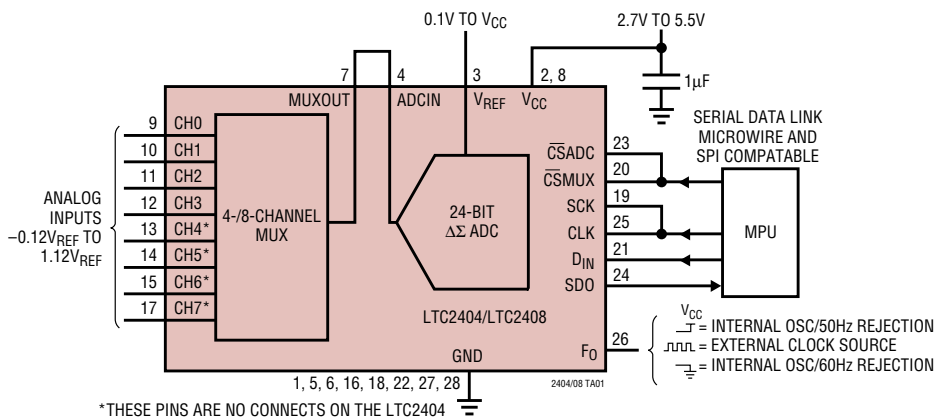 0.1V TO VCC
2.7V TO 5.5V
7
4
3
2, 8
1µF
MUXOUT
ADCIN
VREF
VCC
SERIAL DATA LINK
MICROWIRE AND
SPI COMPATABLE
ANALOG
INPUTS
–0.12VREF TO
1.12VREF
9 CH0
10 CH1
11 CH2
12 CH3
13 CH4*
14 CH5*
15 CH6*
17 CH7*
4-/8-CHANNEL
MUX
24-BIT
ΔΣ ADC
C̅S̅ADC 23
C̅S̅MUX 20
SCK 19
CLK 25
DIN 21
SDO 24
MPU
LTC2404/LTC2408
GND
FO 26
VCC
= INTERNAL OSC/50Hz REJECTION
= EXTERNAL CLOCK SOURCE
= INTERNAL OSC/60Hz REJECTION
1, 5, 6, 16, 18, 22, 27, 28
2404/08 TA01
*THESE PINS ARE NO CONNECTS ON THE LTC2404